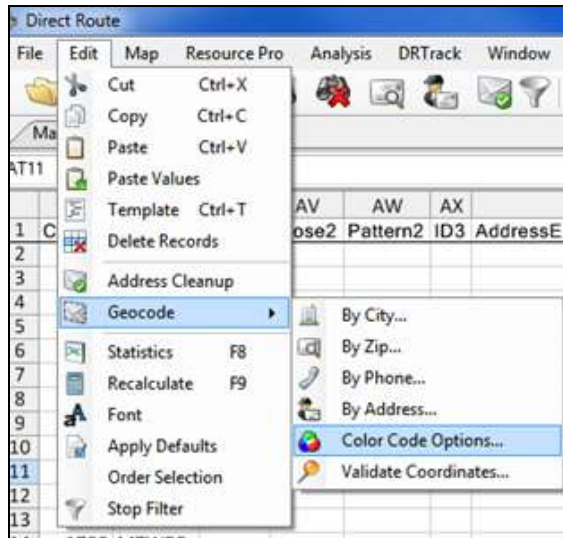 Direct Route
File Edit Map Resource Pro Analysis DRTrack Window
Cut Ctrl+X
Copy Ctrl+C
Paste Ctrl+V
Paste Values
Template Ctrl+T
Delete Records
Address Cleanup
Geocode
Statistics F8
Recalculate F9
Font
Apply Defaults
Order Selection
Stop Filter
By City...
By Zip...
By Phone...
By Address...
Color Code Options...
Validate Coordinates...
Ma
AT11
AV AW AX
1 C ose2 Pattern2 ID3 AddressE
2
3
4
5
6
7
8
9
10
11
12
13